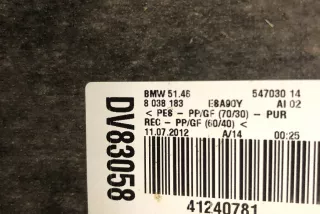 BMW 51.46 547030 14
8 038 183 E8A90Y AI 02
< PE8 - PP/GF (70/30) - PUR
REC - PP/GF (60/40) >
11.07.2012 A/14 00:25
DV83058
41240781